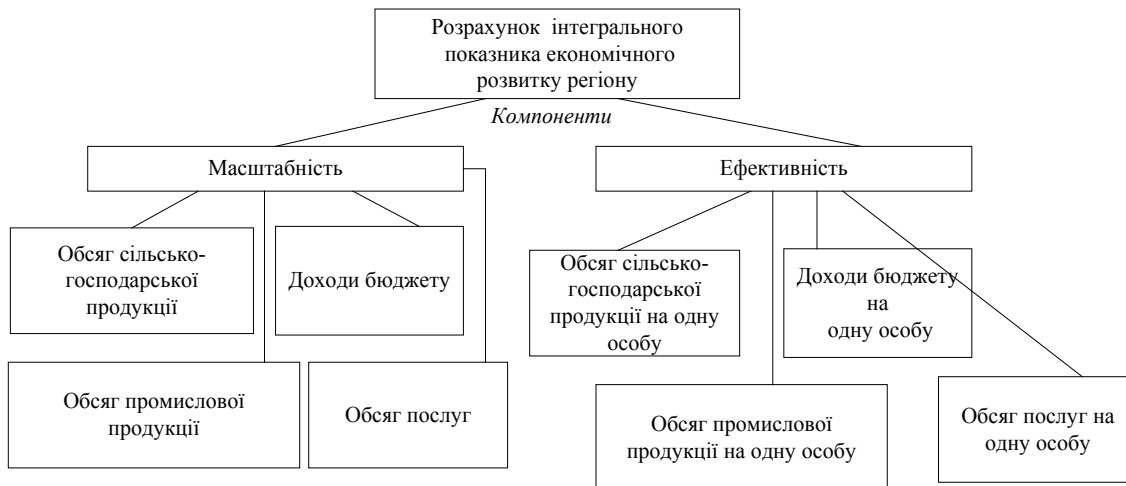 Розрахунок інтегрального
показника економічного
розвитку регіону
Компоненти
Масштабність
Ефективність
Обсяг сільсько-
господарської
продукції
Доходи бюджету
Обсяг сільсько-
господарської
продукції на одну
особу
Доходи бюджету
на
одну особу
Обсяг промислової
продукції
Обсяг послуг
Обсяг промислової
продукції на одну особу
Обсяг послуг на
одну особу